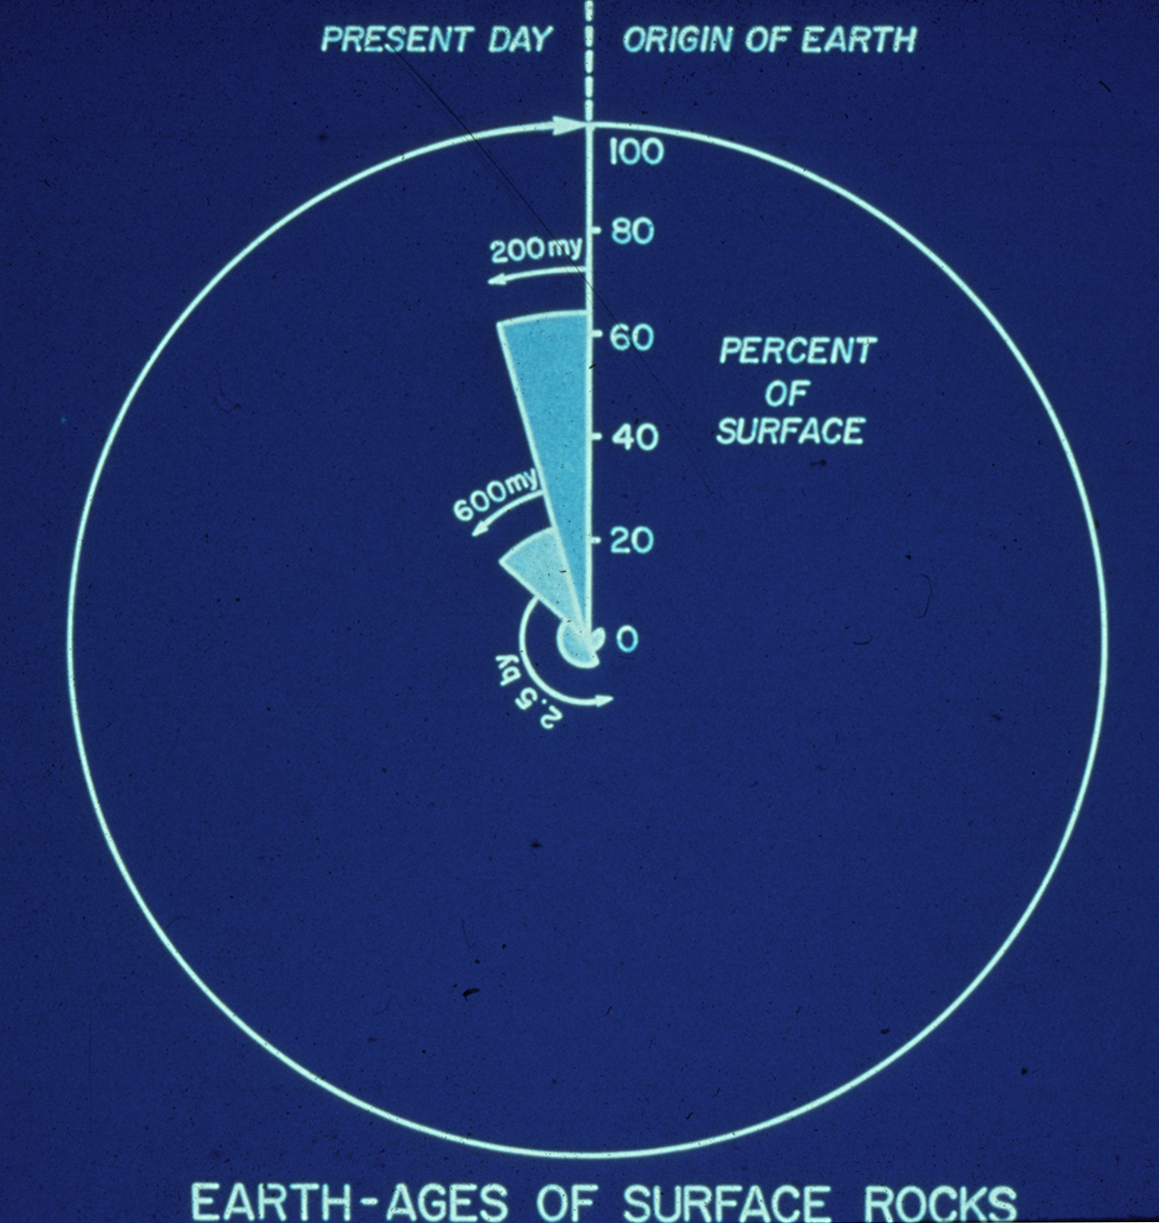 PRESENT DAY
ORIGIN OF EARTH
100
80
200my
60
PERCENT
OF
SURFACE
40
600my
20
0
2.5 by
EARTH-AGES OF SURFACE ROCKS